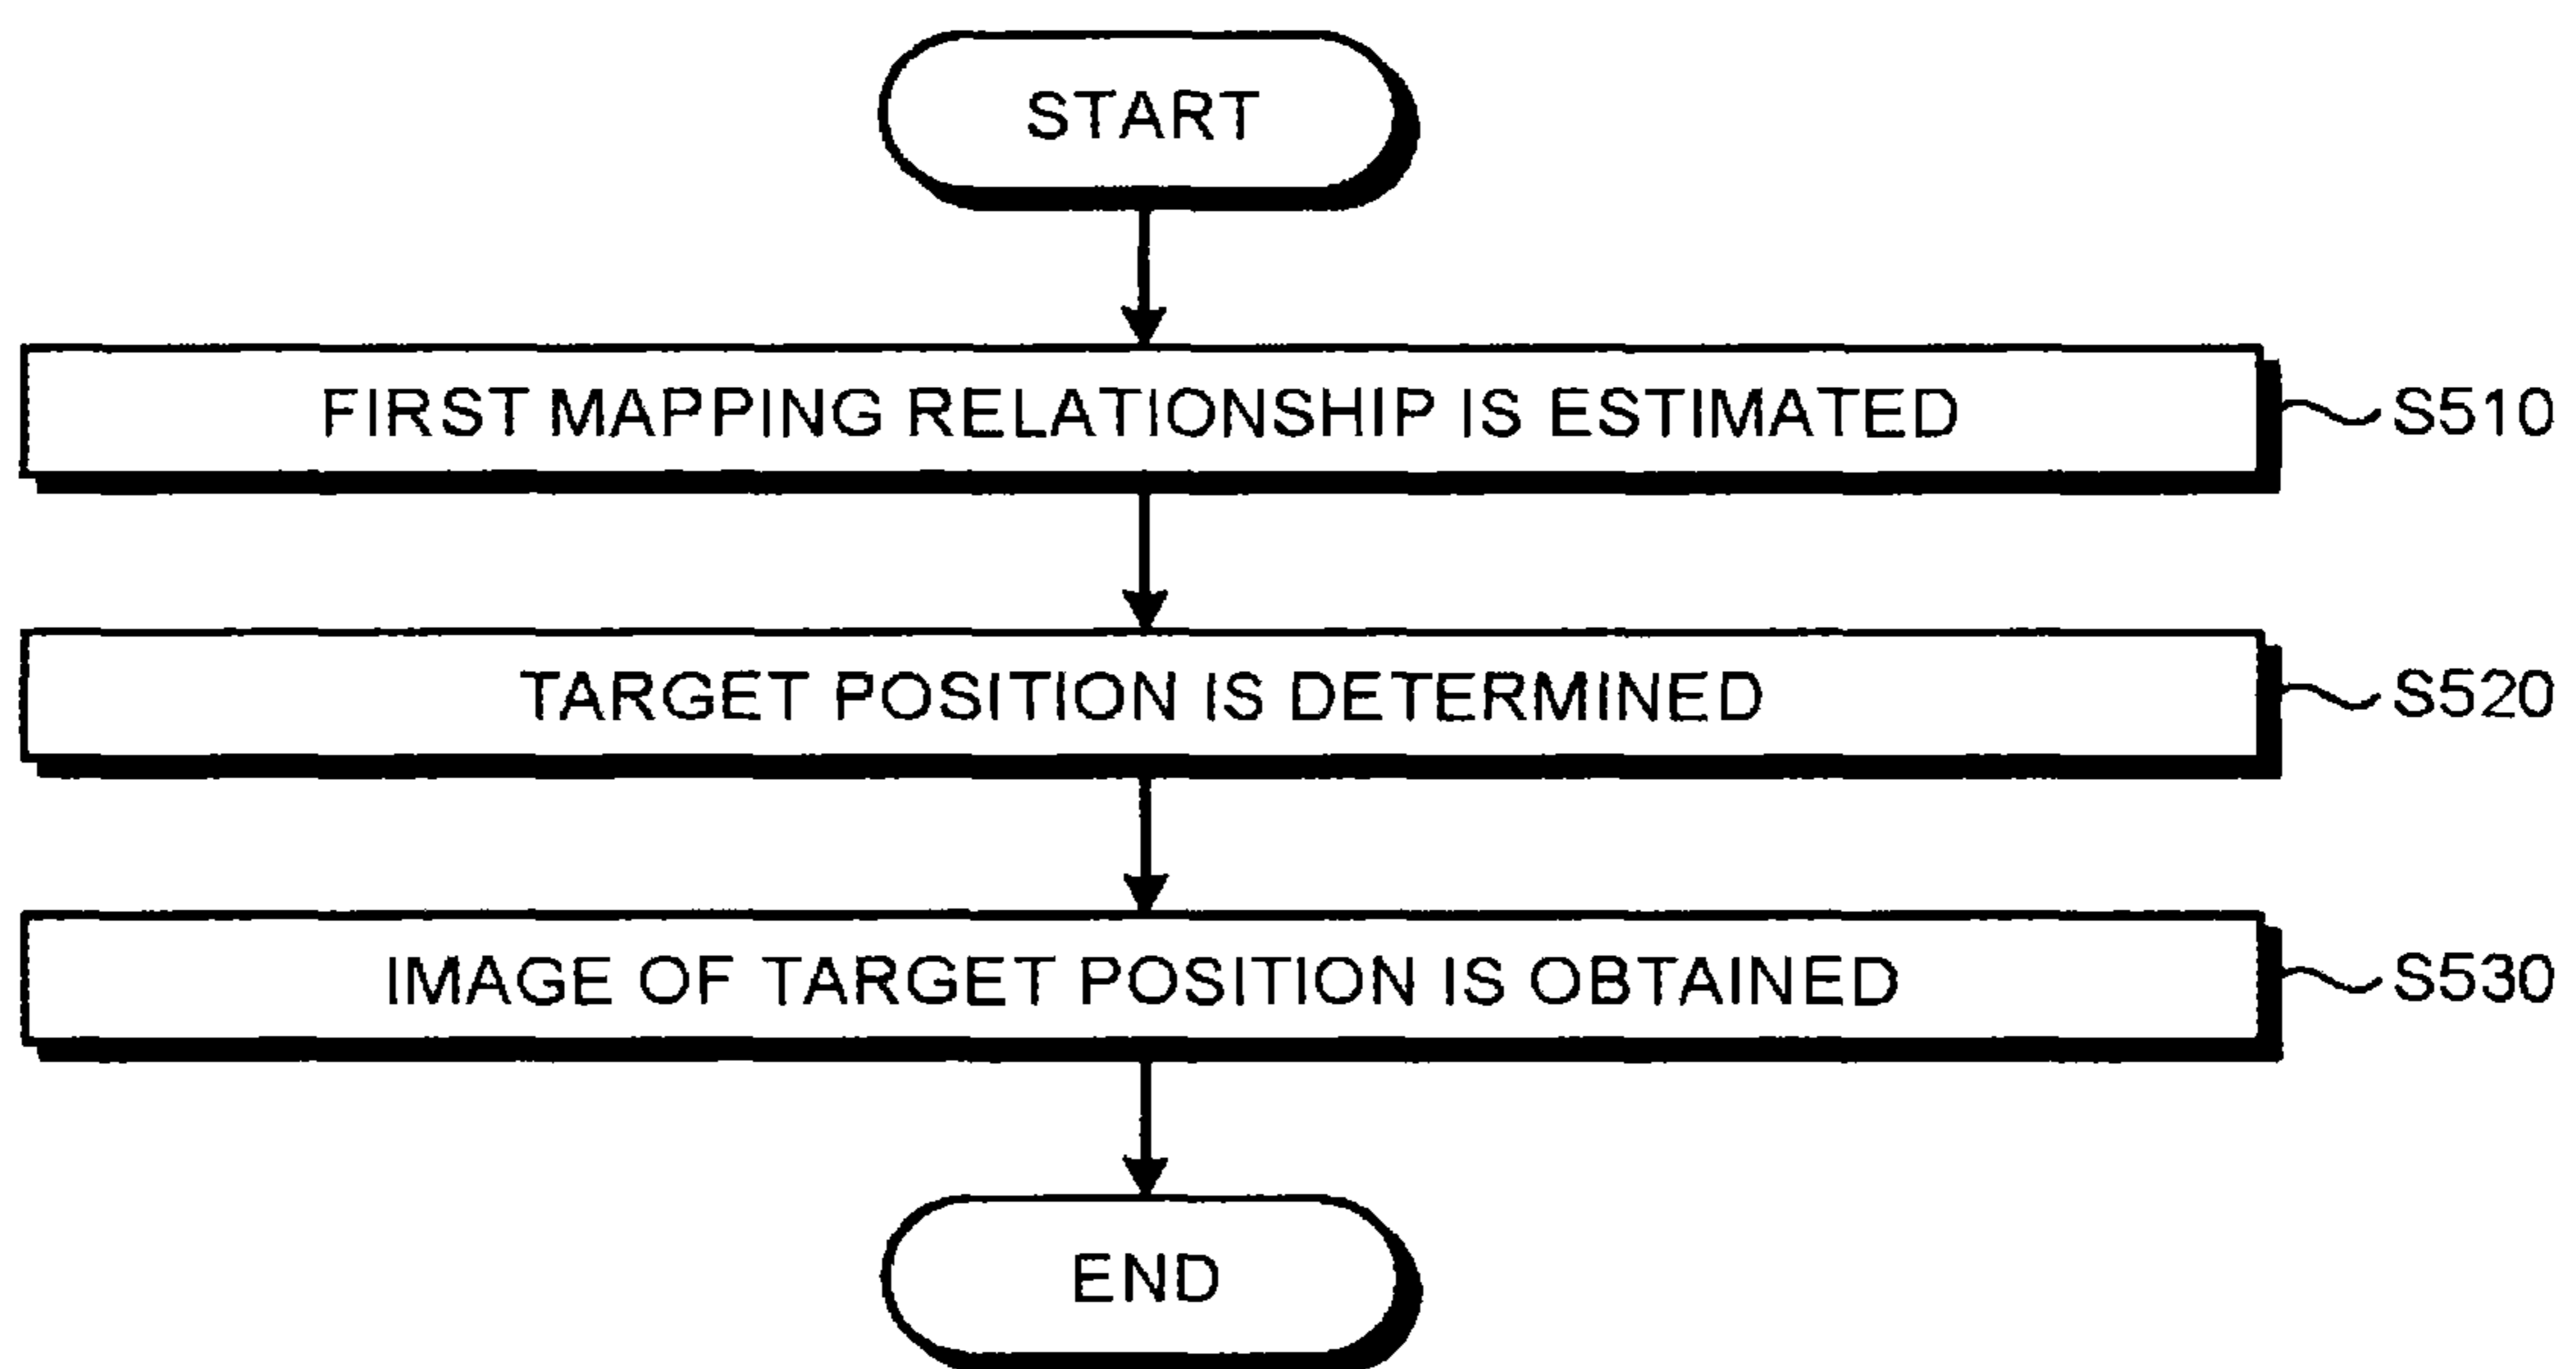 START
FIRST MAPPING RELATIONSHIP IS ESTIMATED
S510
TARGET POSITION IS DETERMINED
S520
IMAGE OF TARGET POSITION IS OBTAINED
S530
END